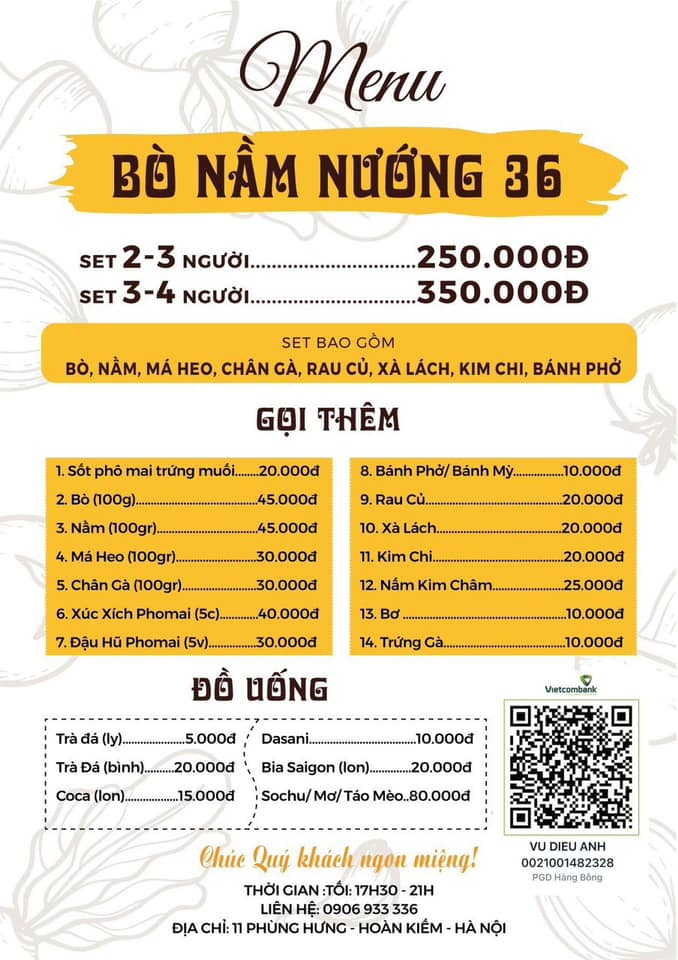 Menu
BÒ NẦM NƯỚNG 36
SET 2-3 NGƯỜI................................250.000Đ
SET 3-4 NGƯỜI................................350.000Đ
SET BAO GỒM
BÒ, NẦM, MÁ HEO, CHÂN GÀ, RAU CỦ, XÀ LÁCH, KIM CHI, BÁNH PHỞ
GỌI THÊM
1. Sốt phô mai trứng muối........20.000đ
2. Bò (100g)..............................45.000đ
3. Nầm (100gr).........................45.000đ
4. Má Heo (100gr)....................30.000đ
5. Chân Gà (100gr)...................30.000đ
6. Xúc Xích Phomai (5c)............40.000đ
7. Đậu Hũ Phomai (5v)..............30.000đ
8. Bánh Phở/ Bánh Mỳ................10.000đ
9. Rau Củ...................................20.000đ
10. Xà Lách................................20.000đ
11. Kim Chi.................................20.000đ
12. Nấm Kim Châm.....................25.000đ
13. Bơ ........................................10.000đ
14. Trứng Gà...............................10.000đ
ĐỒ UỐNG
Trà đá (ly)................5.000đ
Trà Đá (bình).........20.000đ
Coca (lon)..............15.000đ
Dasani...........................10.000đ
Bia Saigon (lon)...........20.000đ
Sochu/ Mơ/ Táo Mèo..80.000đ
Vietcombank
VU DIEU ANH
0021001482328
PGD Hàng Bông
Chúc Quý khách ngon miệng!
THỜI GIAN :TỐI: 17H30 - 21H
LIÊN HỆ: 0906 933 336
ĐỊA CHỈ: 11 PHÙNG HƯNG - HOÀN KIẾM - HÀ NỘI